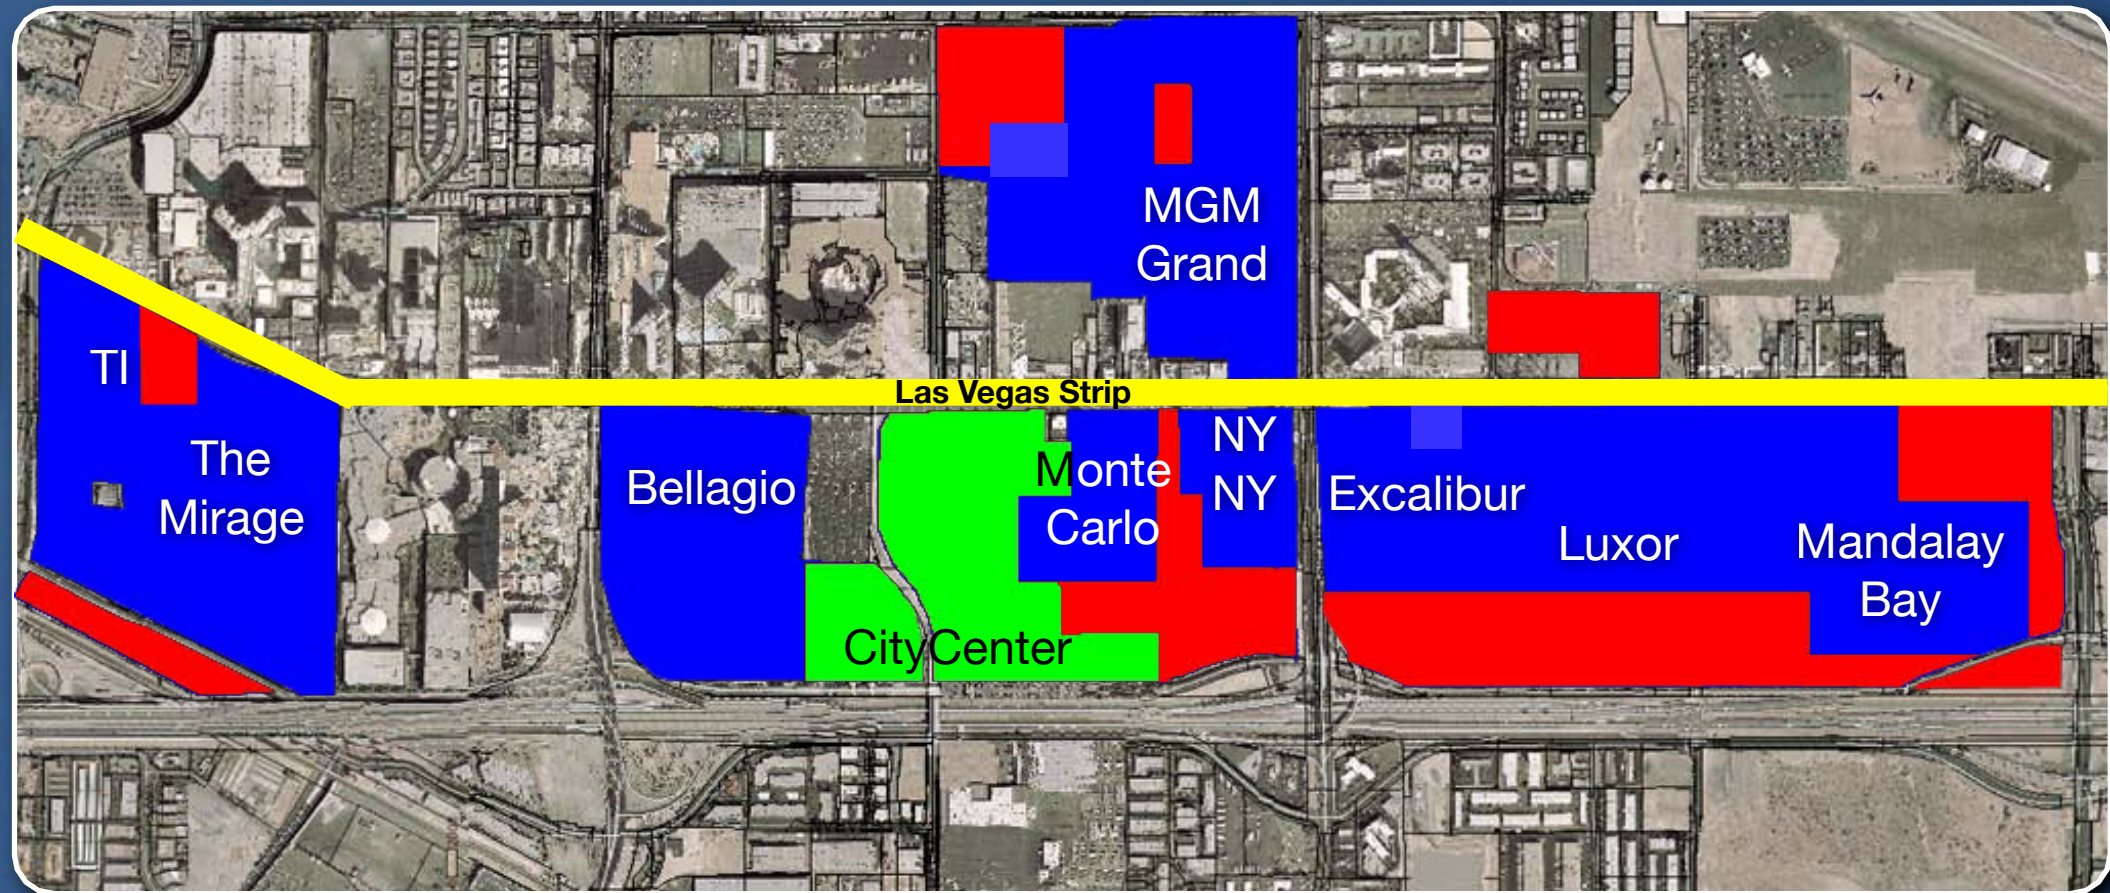 MGM
Grand
TI
Las Vegas Strip
The
Mirage
Bellagio
Monte
Carlo
NY
NY
Excalibur
Luxor
Mandalay
Bay
CityCenter